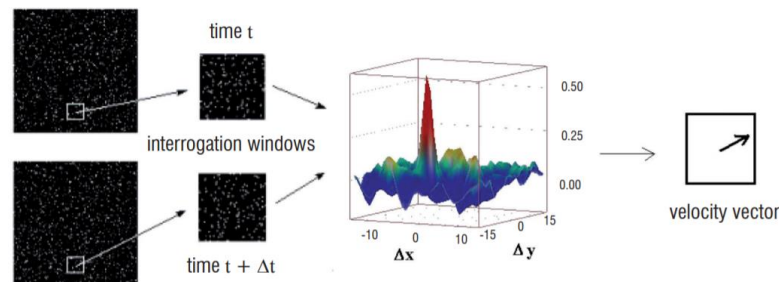 time t
interrogation windows
time t + Δt
0.50
0.25
0.00
-10
0
10
Δx
-15
0
15
Δy
velocity vector